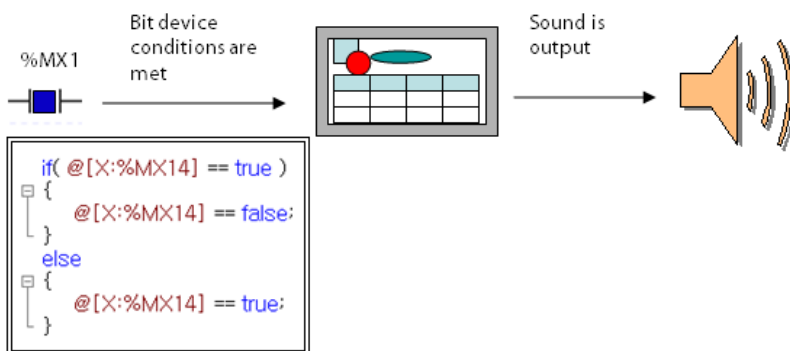 %MX1
Bit device
conditions are
met
Sound is
output
if( @[X:%MX14] == true )
{
@[X:%MX14] == false;
}
else
{
@[X:%MX14] == true;
}